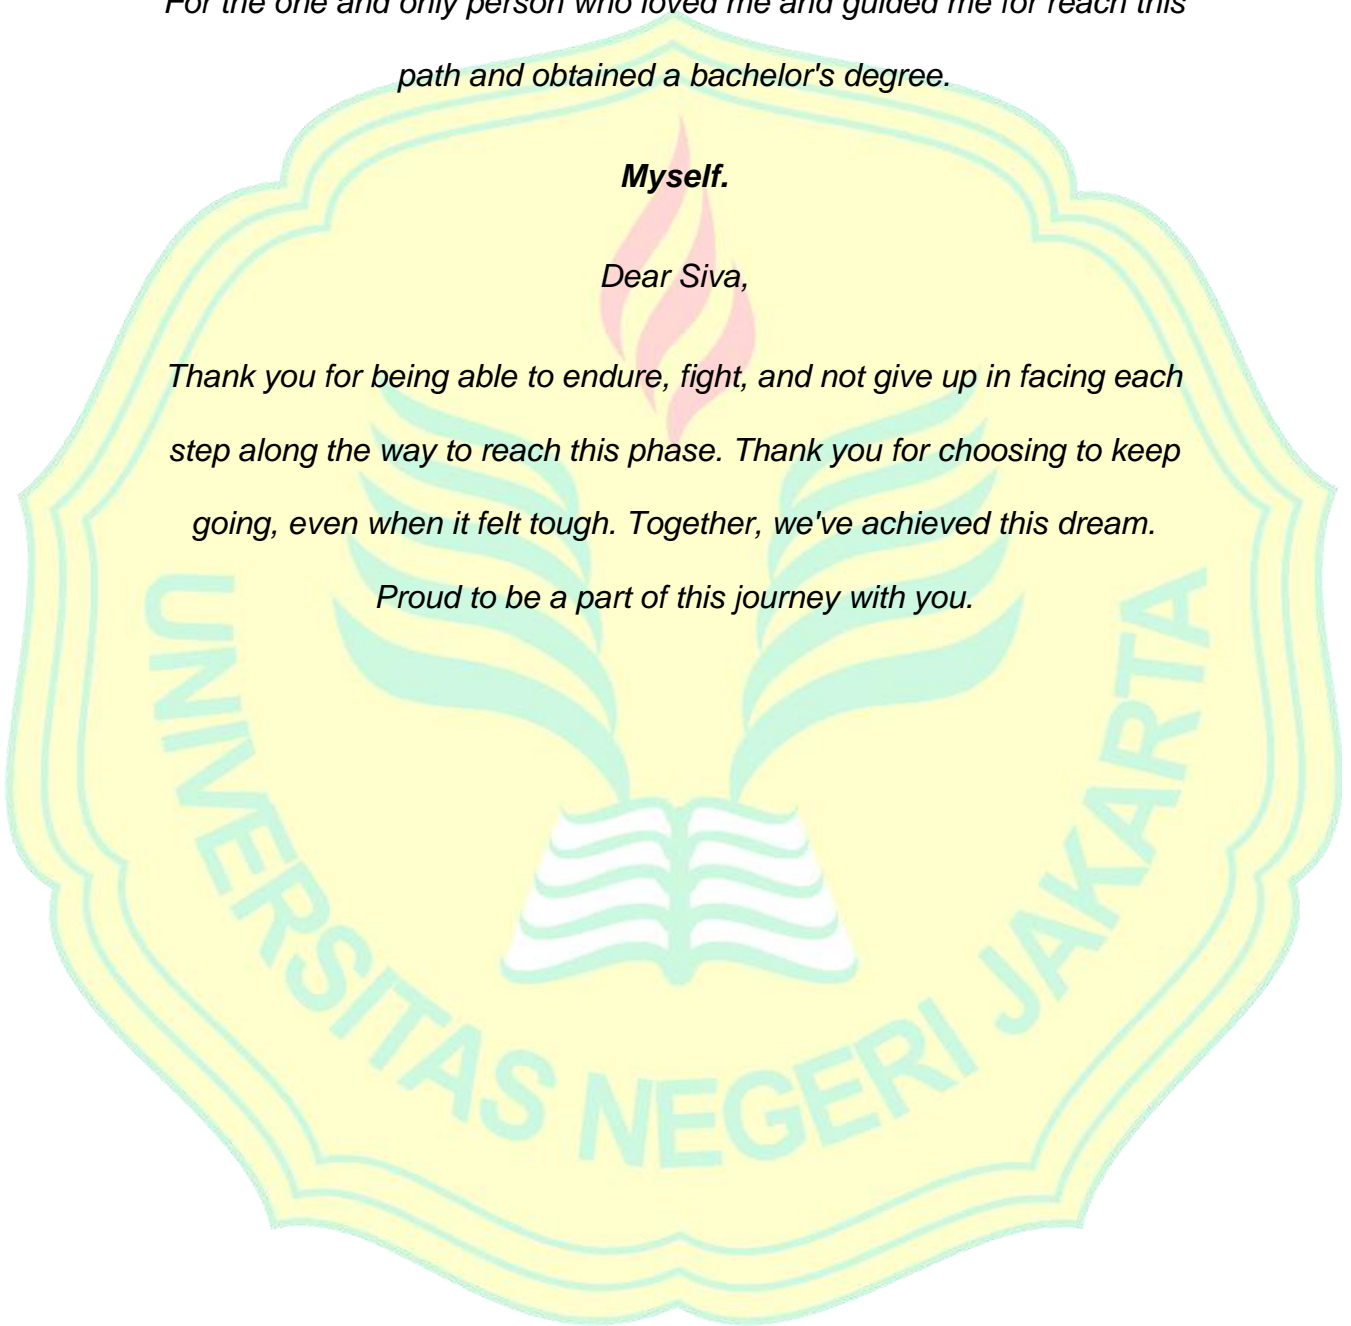 For the one and only person who loved me and guided me for reach this
path and obtained a bachelor's degree.
Myself.
Dear Siva,
Thank you for being able to endure, fight, and not give up in facing each
step along the way to reach this phase. Thank you for choosing to keep
going, even when it felt tough. Together, we've achieved this dream.
Proud to be a part of this journey with you.
UNIVERSITAS NEGERI JAKARTA